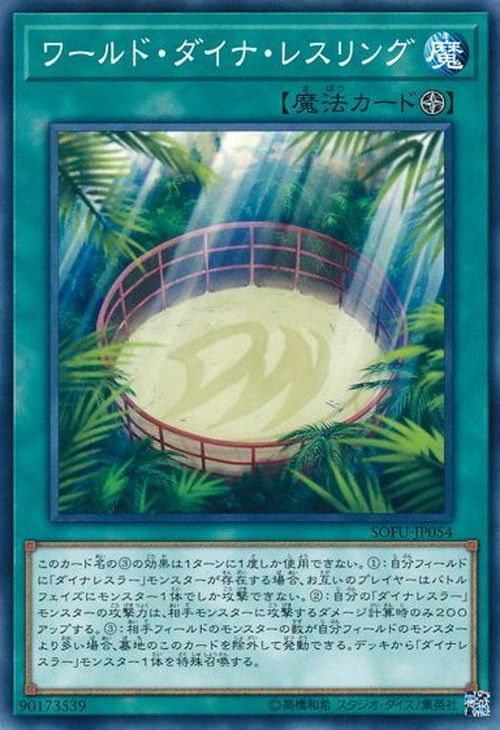 ワールド・ダイナ・レスリング 魔
【魔法カード】
DW
SOFU-JP054
このカード名の③の効果は1ターンに1度しか使用できない。①:自分フィールド
に「ダイナレスラー」モンスターが存在する場合、お互いのプレイヤーはバトル
フェイズにモンスター1体でしか攻撃できない。②:自分の「ダイナレスラー」
モンスターの攻撃力は、相手モンスターに攻撃するダメージ計算時のみ200
アップする。③:相手フィールドのモンスターの数が自分フィールドのモンスター
より多い場合、墓地のこのカードを除外して発動できる。デッキから「ダイナレ
スラー」モンスター1体を特殊召喚する。
90173539 ©高橋和希 スタジオ・ダイス/集英社